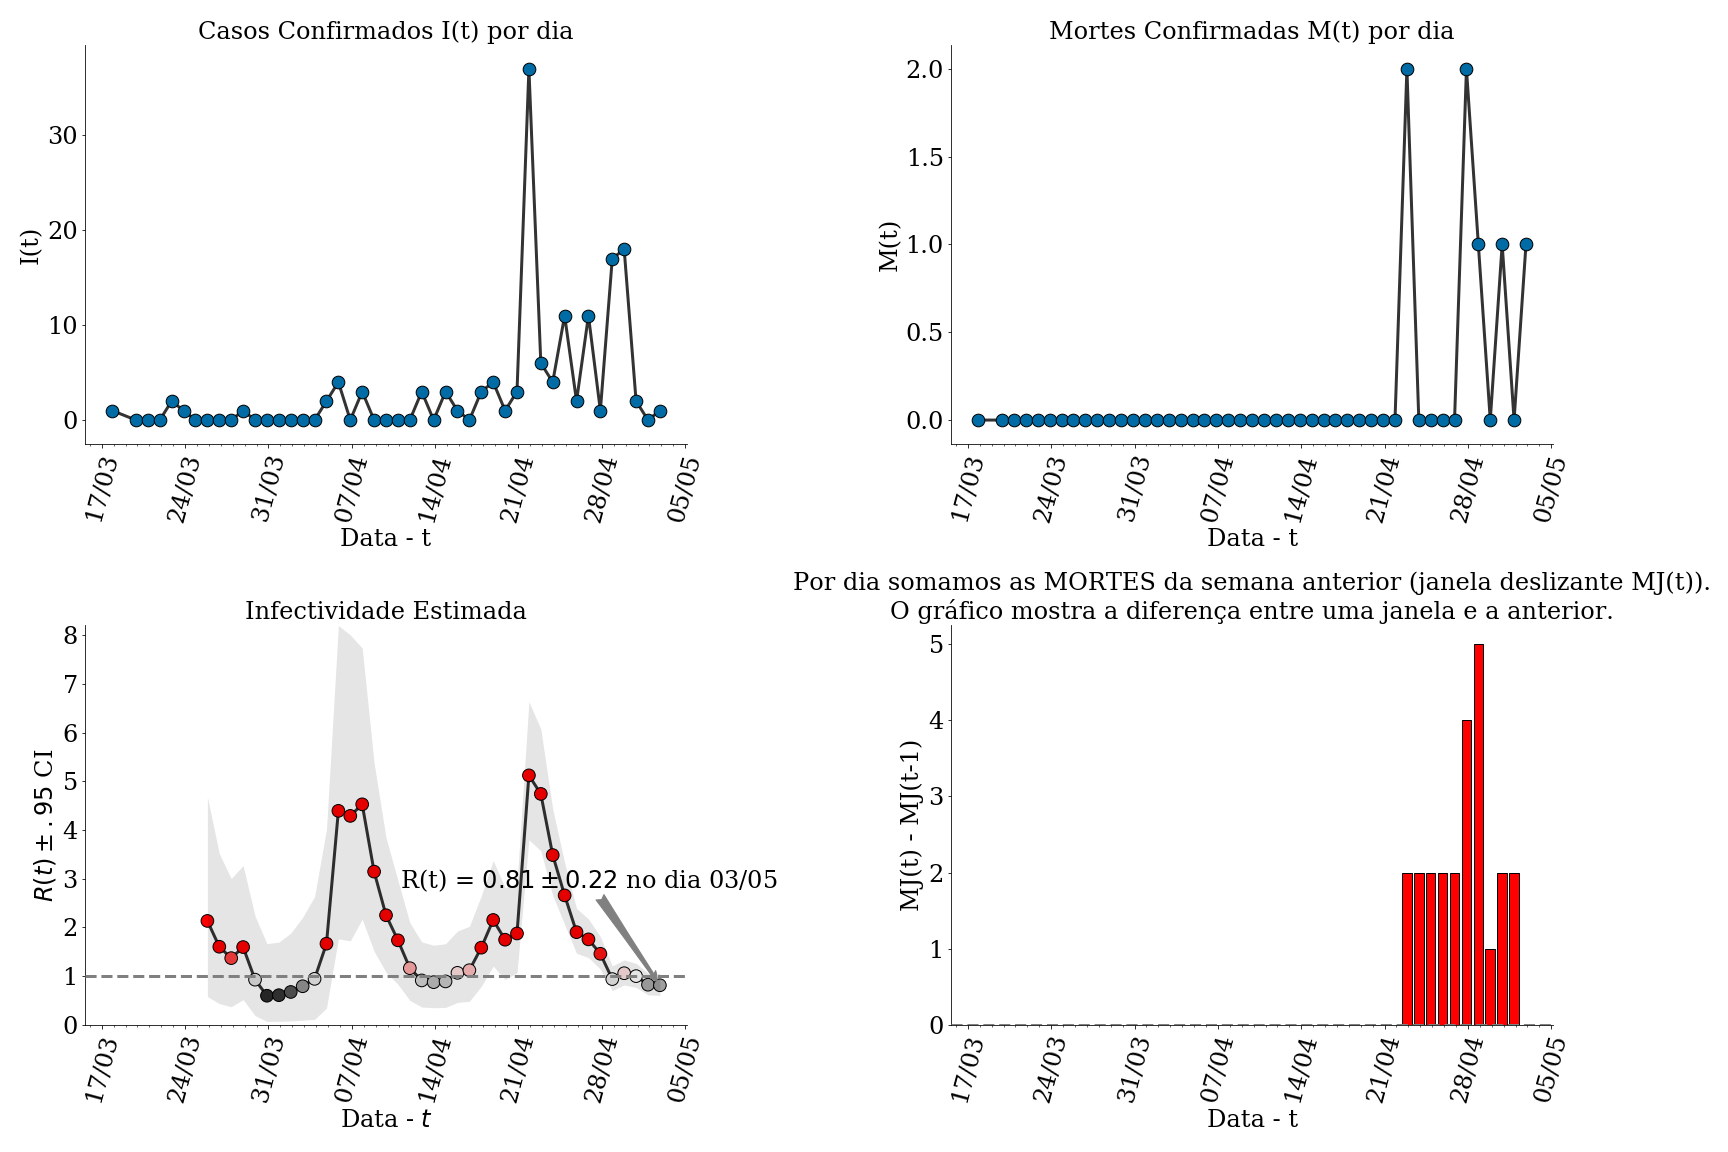 Casos Confirmados I(t) por dia
I(t)
30
20
10
0
17/03 24/03 31/03 07/04 14/04 21/04 28/04 05/05
Data - t
Mortes Confirmadas M(t) por dia
M(t)
2.0
1.5
1.0
0.5
0.0
17/03 24/03 31/03 07/04 14/04 21/04 28/04 05/05
Data - t
Infectividade Estimada
R(t) ± .95 CI
8
7
6
5
4
3
2
1
0
R(t) = 0.81 ± 0.22 no dia 03/05
17/03 24/03 31/03 07/04 14/04 21/04 28/04 05/05
Data - t
Por dia somamos as MORTES da semana anterior (janela deslizante MJ(t)).
O gráfico mostra a diferença entre uma janela e a anterior.
MJ(t) - MJ(t-1)
5
4
3
2
1
0
17/03 24/03 31/03 07/04 14/04 21/04 28/04 05/05
Data - t